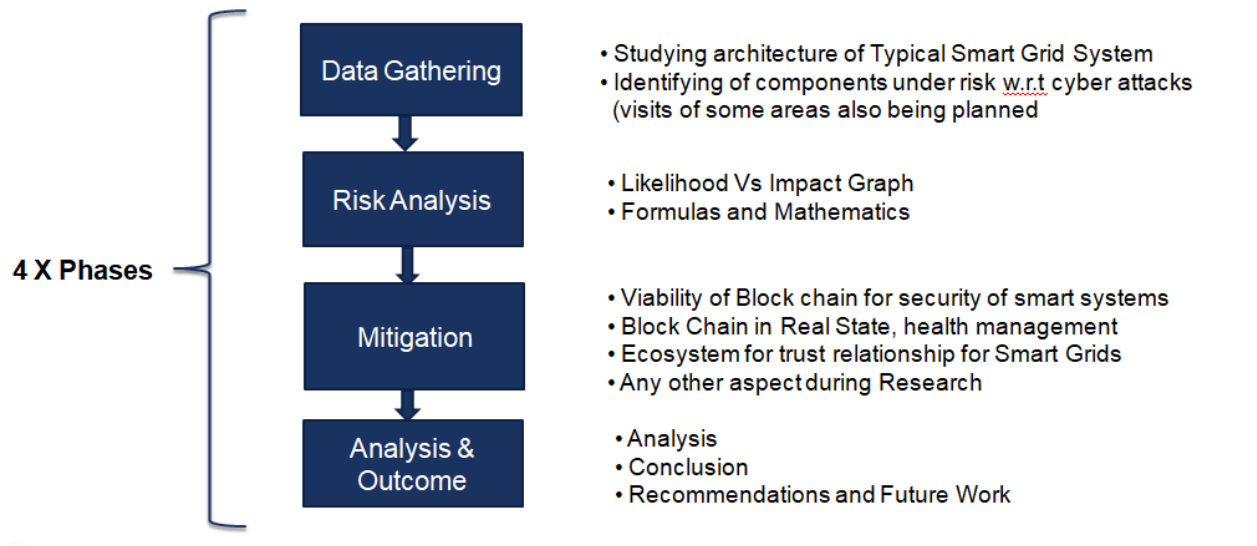 Data Gathering
• Studying architecture of Typical Smart Grid System
• Identifying of components under risk w.r.t cyber attacks
(visits of some areas also being planned
Risk Analysis
• Likelihood Vs Impact Graph
• Formulas and Mathematics
4 X Phases
Mitigation
• Viability of Block chain for security of smart systems
• Block Chain in Real State, health management
• Ecosystem for trust relationship for Smart Grids
• Any other aspect during Research
Analysis &
Outcome
• Analysis
• Conclusion
• Recommendations and Future Work